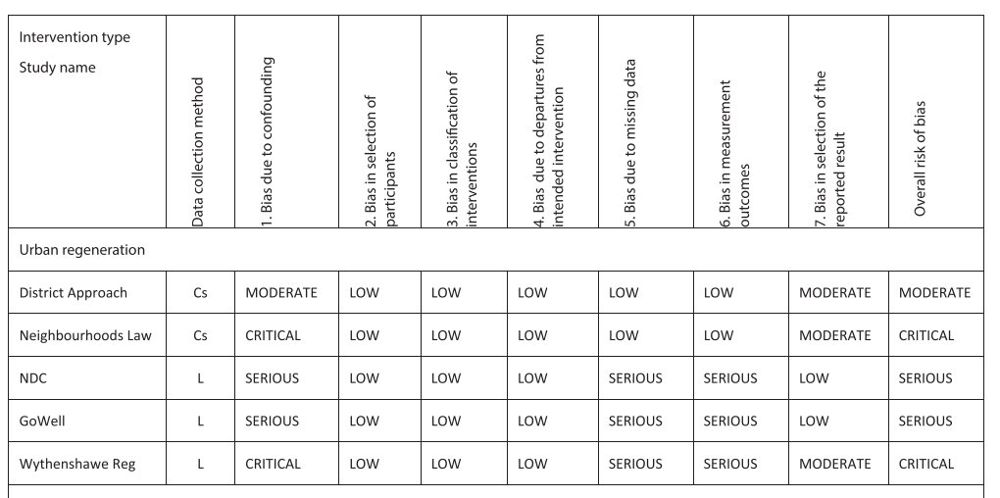 Intervention type
Study name
Data collection method
1. Bias due to confounding
2. Bias in selection of
participants
3. Bias in classification of
interventions
4. Bias due to departures from
intended intervention
5. Bias due to missing data
6. Bias in measurement
outcomes
7. Bias in selection of the
reported result
Overall risk of bias
Urban regeneration
District Approach Cs MODERATE LOW LOW LOW LOW LOW MODERATE MODERATE
Neighbourhoods Law Cs CRITICAL LOW LOW LOW LOW LOW MODERATE CRITICAL
NDC L SERIOUS LOW LOW LOW SERIOUS SERIOUS LOW SERIOUS
GoWell L SERIOUS LOW LOW LOW SERIOUS SERIOUS LOW SERIOUS
Wythenshawe Reg L CRITICAL LOW LOW LOW SERIOUS SERIOUS MODERATE CRITICAL